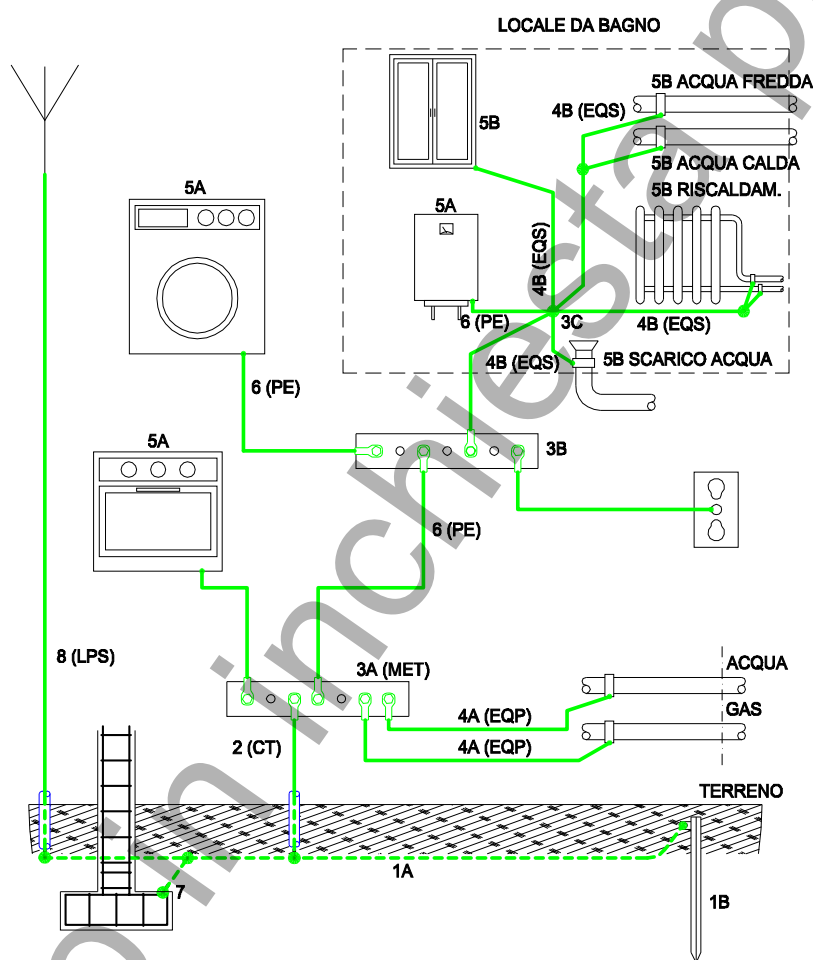 LOCALE DA BAGNO
5B ACQUA FREDDA
4B (EQS)
5B
5B ACQUA CALDA
5A
5B RISCALDAM.
5A
4B (EQS)
6 (PE)
3C
4B (EQS)
4B (EQS)
5B SCARICO ACQUA
6 (PE)
5A
3B
6 (PE)
8 (LPS)
3A (MET)
ACQUA
GAS
4A (EQP)
2 (CT)
4A (EQP)
TERRENO
1A
7
1B
p in inchiesta p